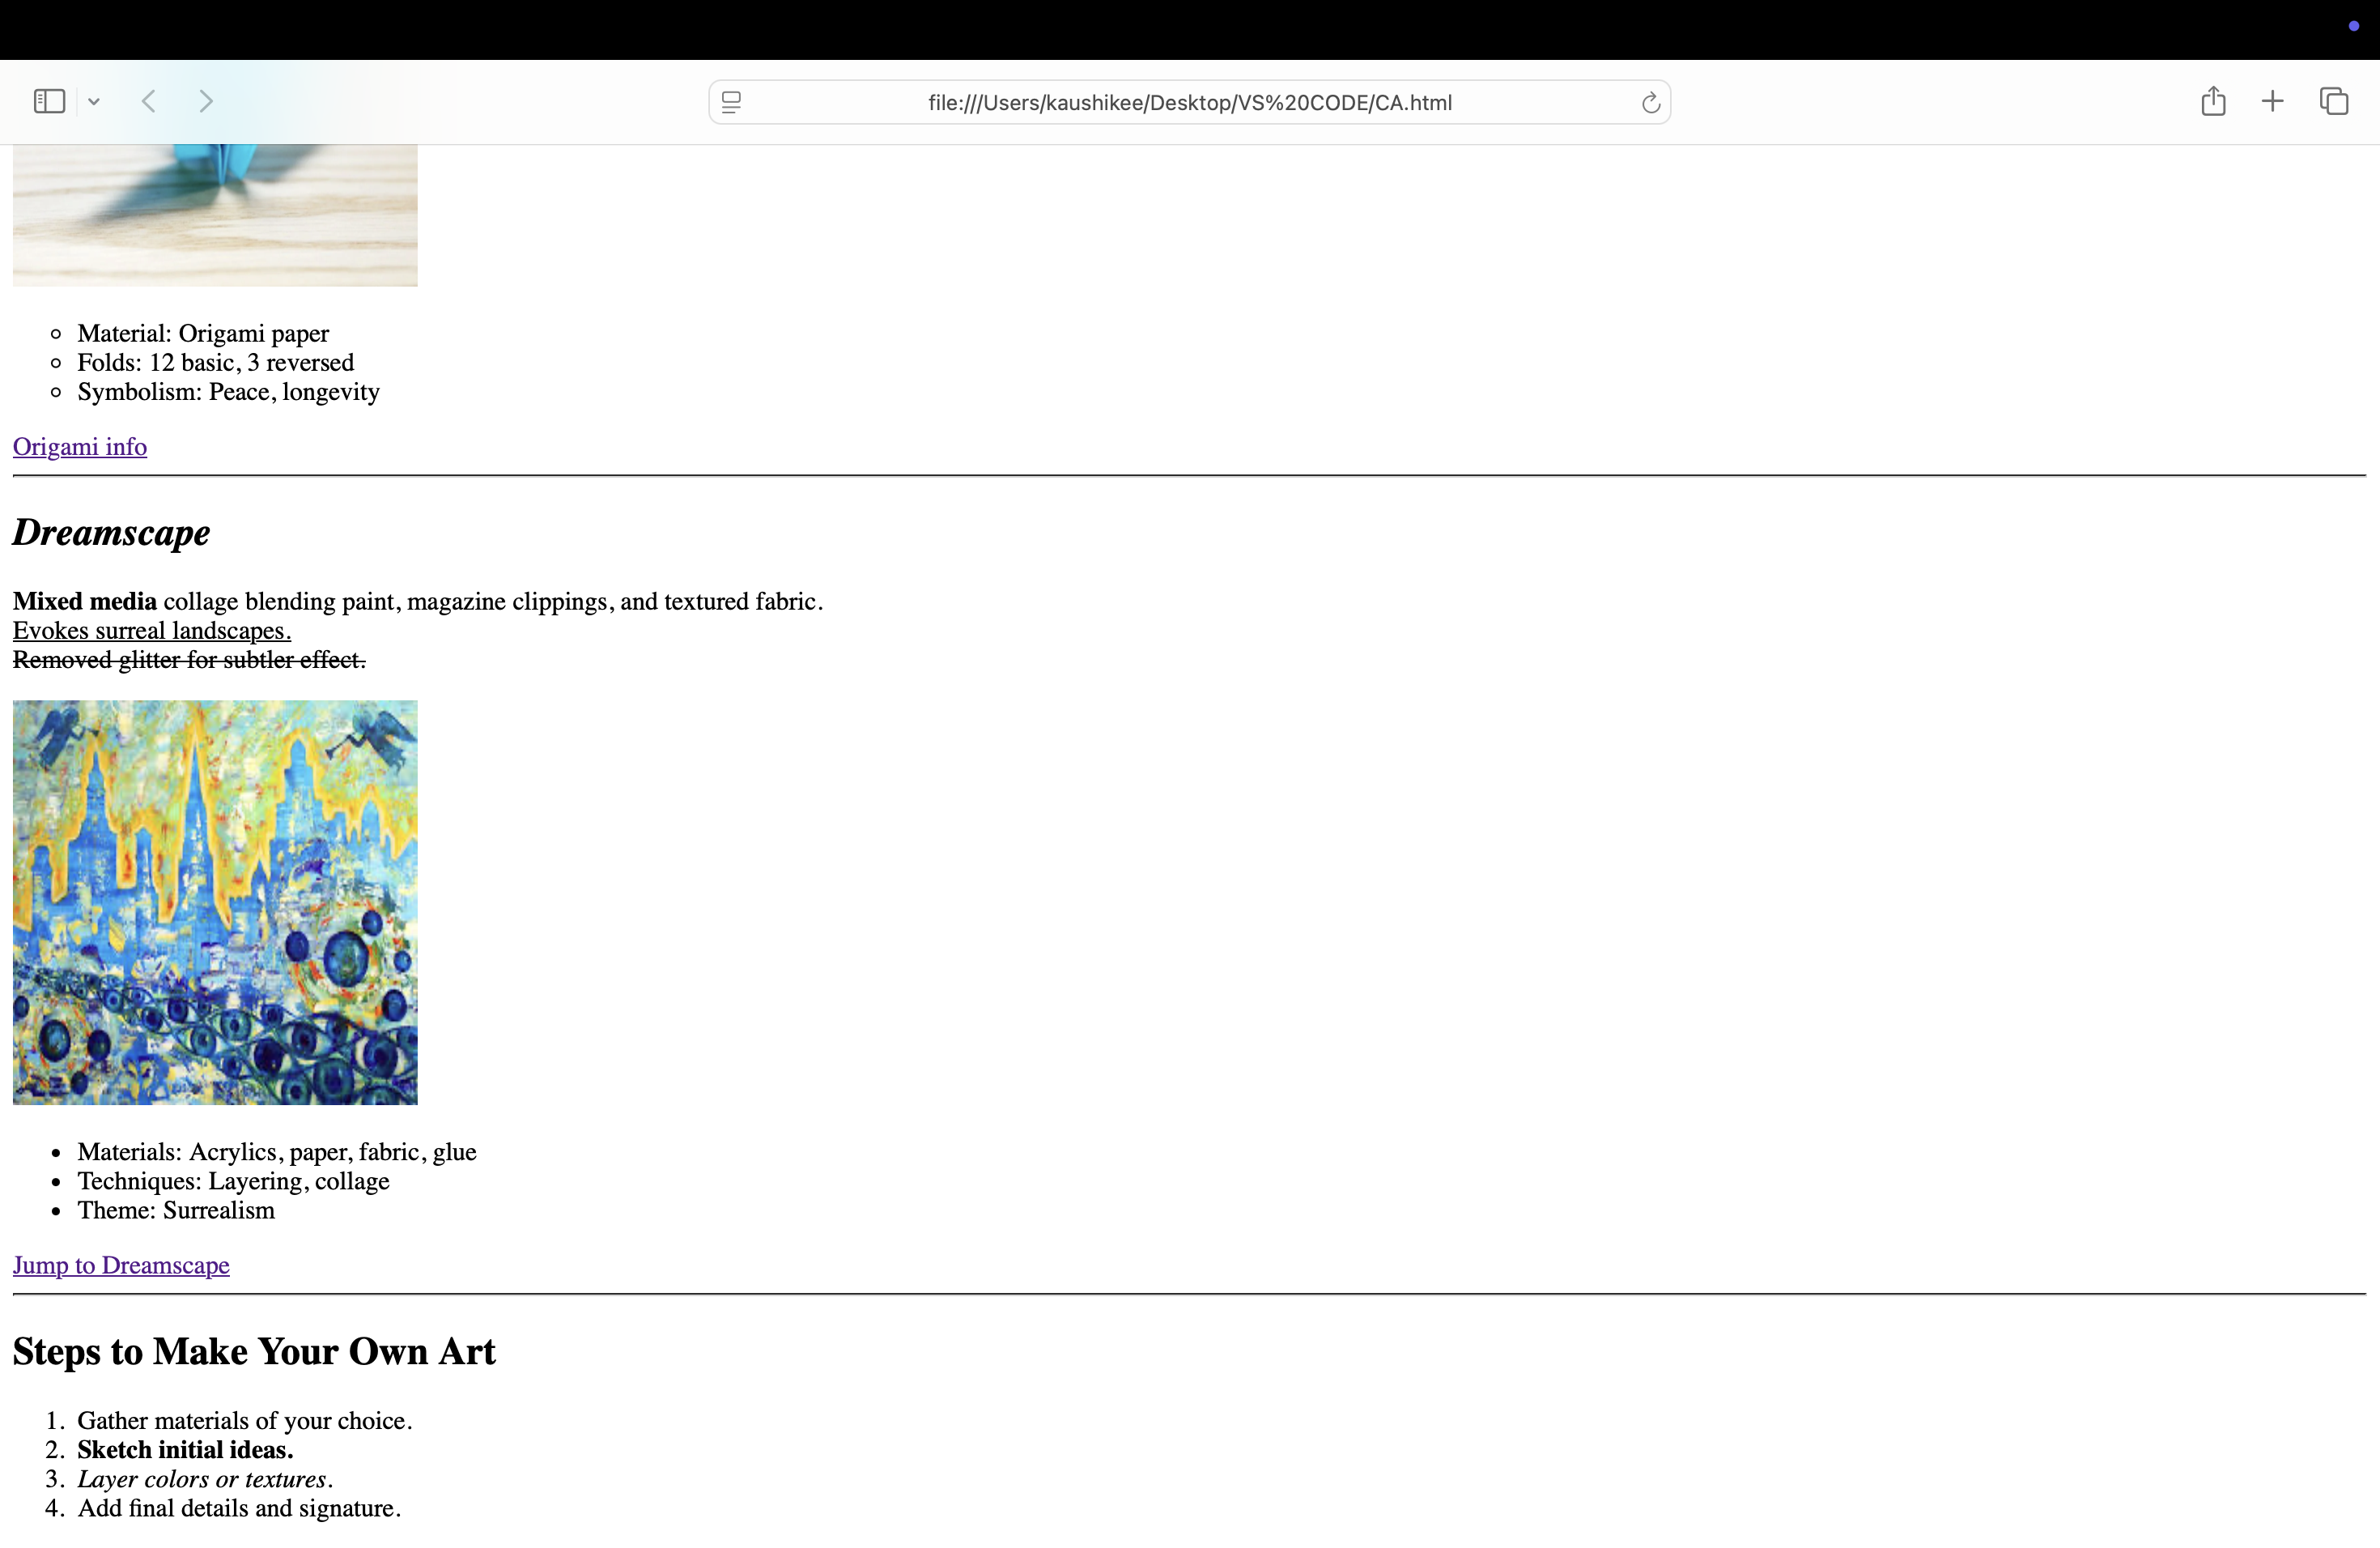 file:///Users/kaushikee/Desktop/VS%20CODE/CA.html
Material: Origami paper
Folds: 12 basic, 3 reversed
Symbolism: Peace, longevity
Origami info
Dreamscape
Mixed media collage blending paint, magazine clippings, and textured fabric.
Evokes surreal landscapes.
Removed glitter for subtler effect.
Materials: Acrylics, paper, fabric, glue
Techniques: Layering, collage
Theme: Surrealism
Jump to Dreamscape
Steps to Make Your Own Art
1. Gather materials of your choice.
2. Sketch initial ideas.
3. Layer colors or textures.
4. Add final details and signature.